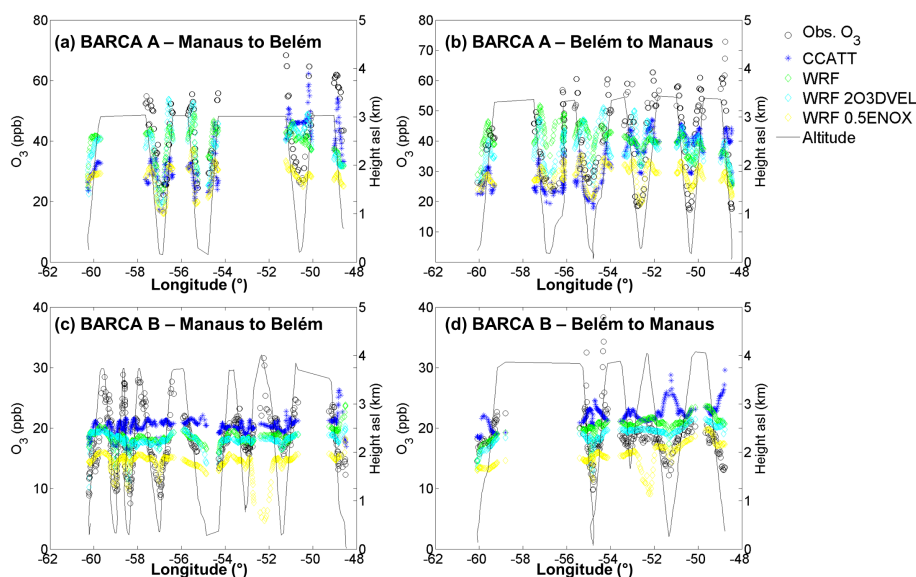 (a) BARCA A – Manaus to Belém
80
60
40
20
0
O3 (ppb)
5
4
3
2
1
0
Height asl (km)
-62 -60 -58 -56 -54 -52 -50 -48
Longitude (°)
(b) BARCA A – Belém to Manaus
80
70
60
50
40
30
20
10
0
O3 (ppb)
5
4
3
2
1
0
Height asl (km)
-62 -60 -58 -56 -54 -52 -50 -48
Longitude (°)
Obs. O3
CCATT
WRF
WRF 2O3DVEL
WRF 0.5ENOX
Altitude
(c) BARCA B – Manaus to Belém
40
30
20
10
0
O3 (ppb)
5
4
3
2
1
0
Height asl (km)
-62 -60 -58 -56 -54 -52 -50 -48
Longitude (°)
(d) BARCA B – Belém to Manaus
40
30
20
10
0
O3 (ppb)
5
4
3
2
1
0
Height asl (km)
-62 -60 -58 -56 -54 -52 -50 -48
Longitude (°)